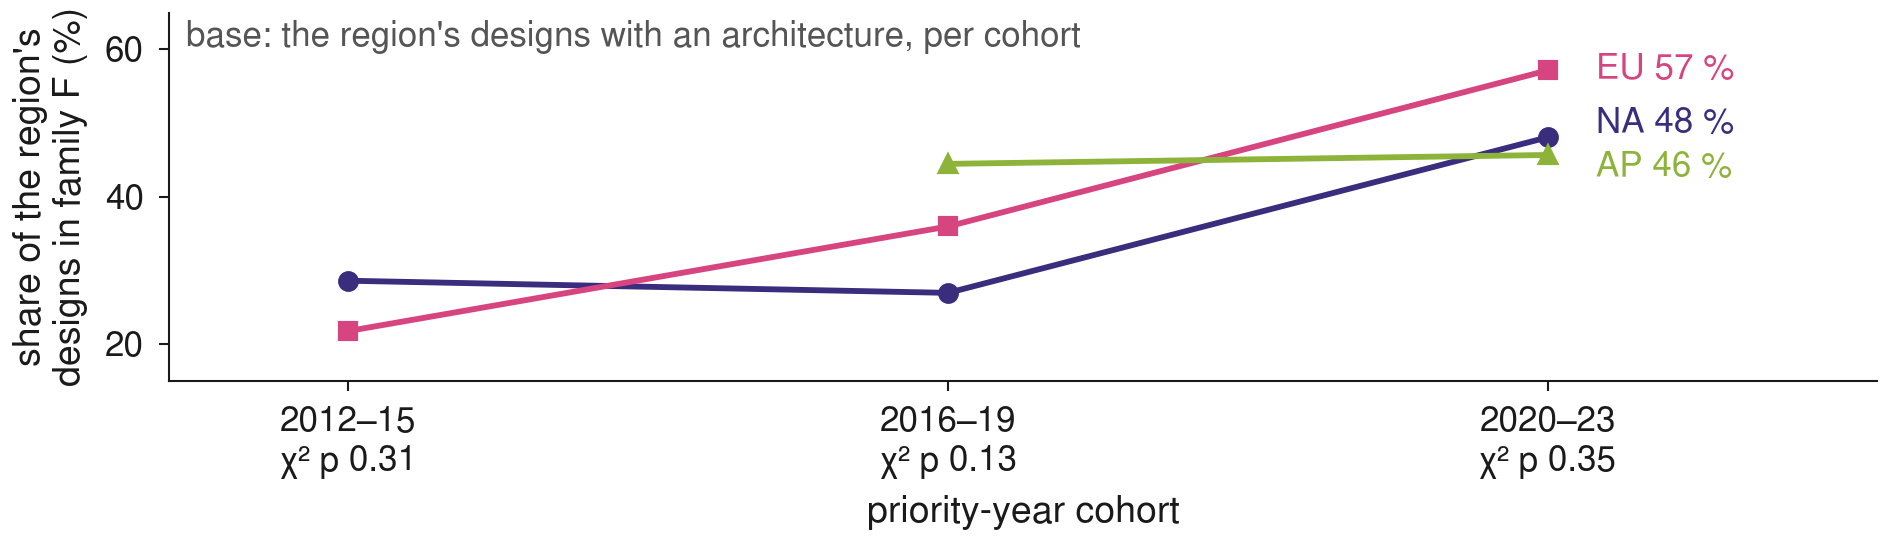 share of the region's
designs in family F (%)
base: the region's designs with an architecture, per cohort
60
40
20
EU 57 %
NA 48 %
AP 46 %
2012–15
χ² p 0.31
2016–19
χ² p 0.13
2020–23
χ² p 0.35
priority-year cohort